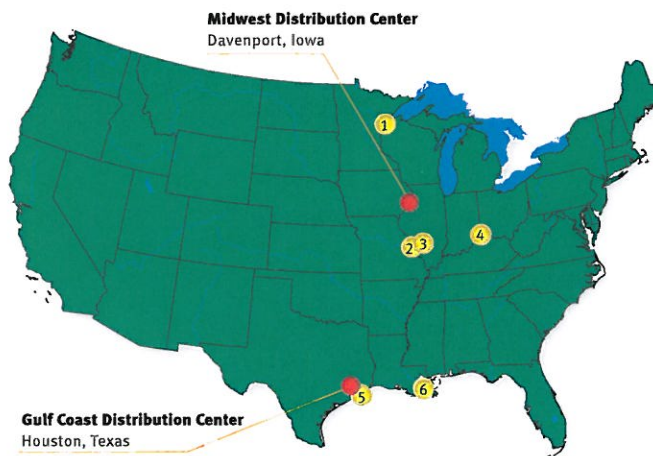 Midwest Distribution Center
Davenport, Iowa
1
2
3
4
5
6
Gulf Coast Distribution Center
Houston, Texas